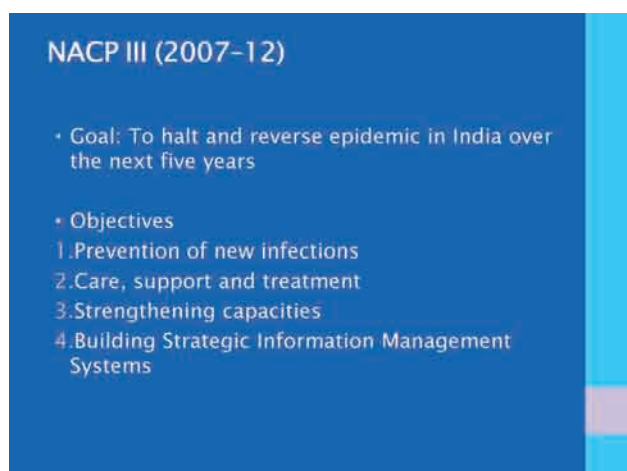 NACP III (2007-12)
• Goal: To halt and reverse epidemic in India over
the next five years
• Objectives
1.Prevention of new infections
2.Care, support and treatment
3.Strengthening capacities
4.Building Strategic Information Management
Systems